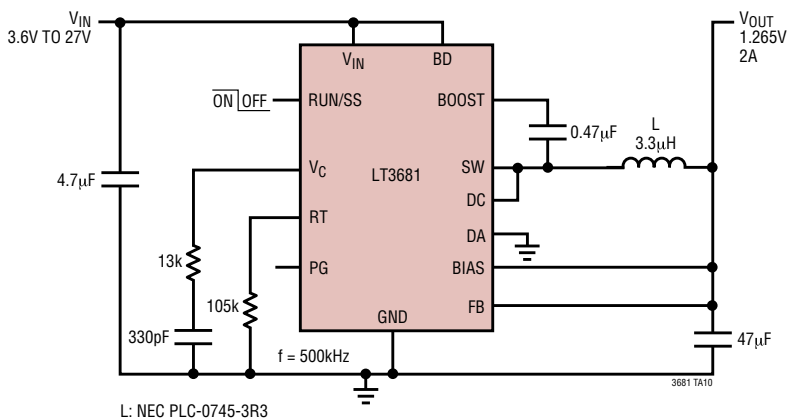 VIN
3.6V TO 27V
VOUT
1.265V
2A
VIN
BD
ON OFF
RUN/SS
BOOST
0.47µF
L
3.3µH
VC
LT3681
SW
4.7µF
DC
RT
DA
13k
PG
BIAS
105k
FB
GND
330pF
f = 500kHz
47µF
3681 TA10
L: NEC PLC-0745-3R3